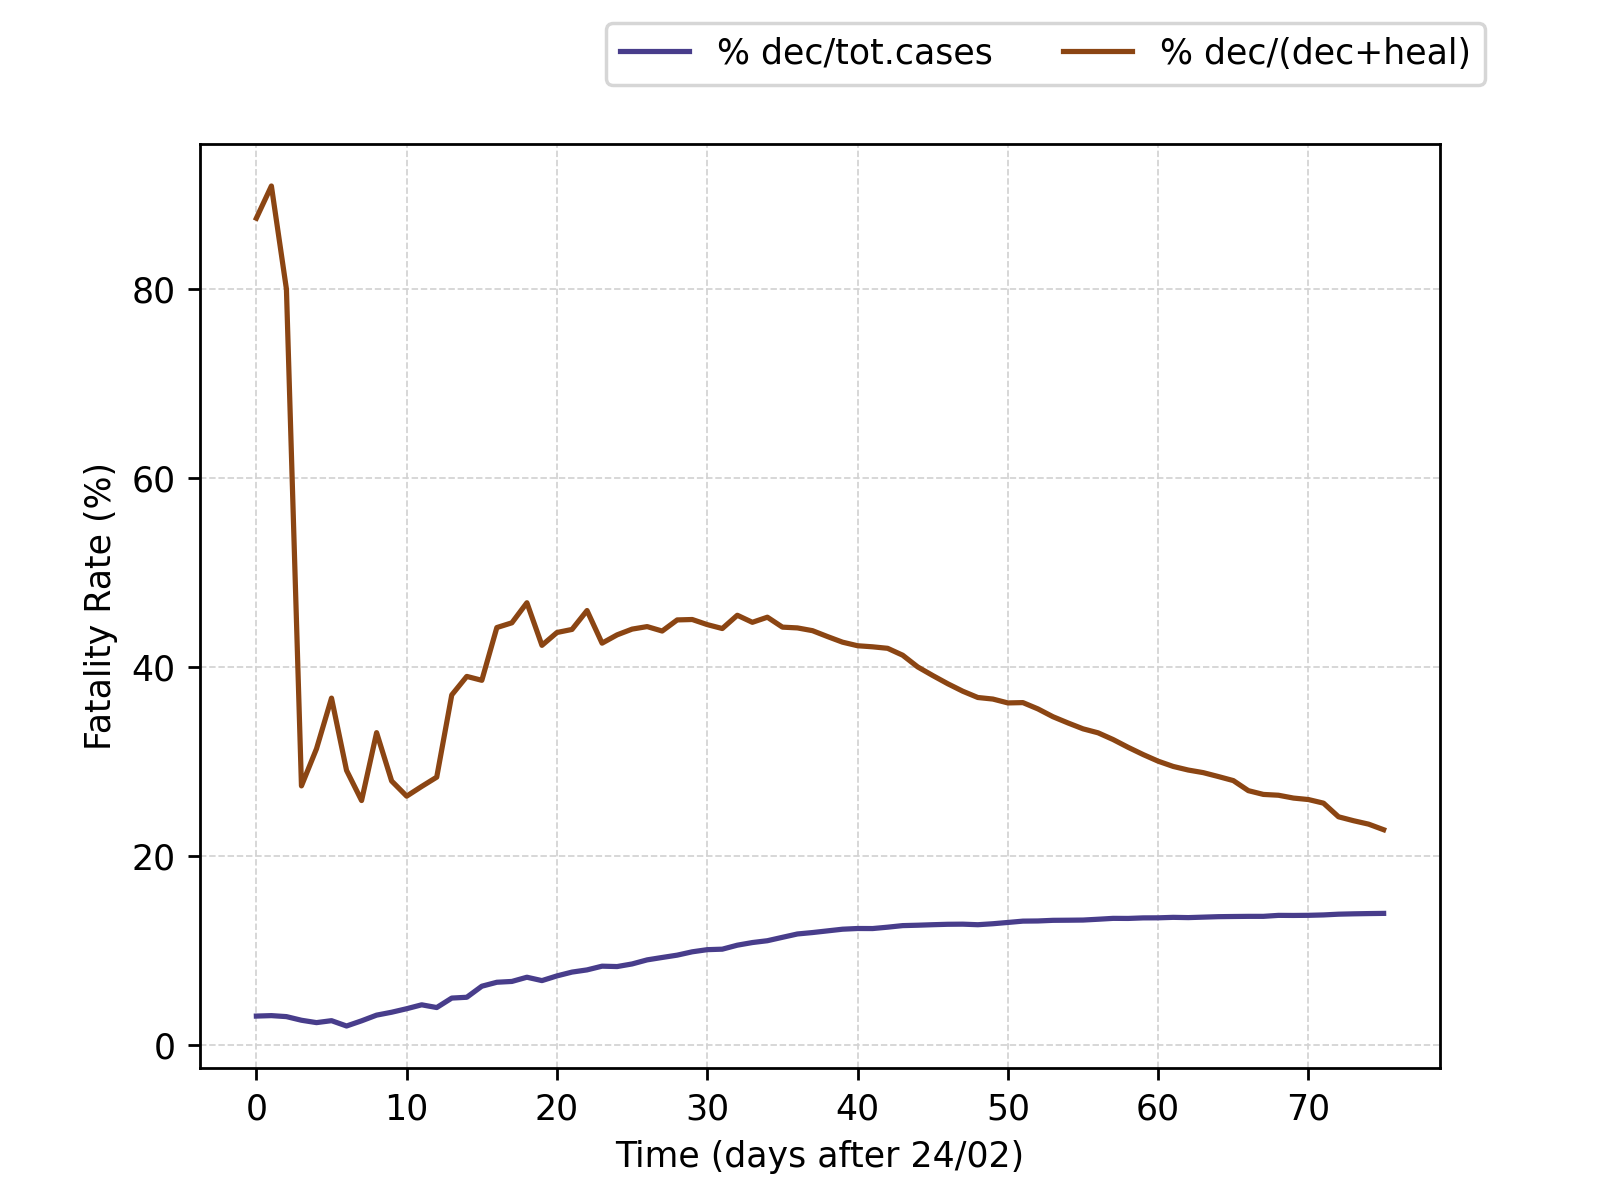 % dec/tot.cases
% dec/(dec+heal)
Fatality Rate (%)
80
60
40
20
0
0 10 20 30 40 50 60 70
Time (days after 24/02)